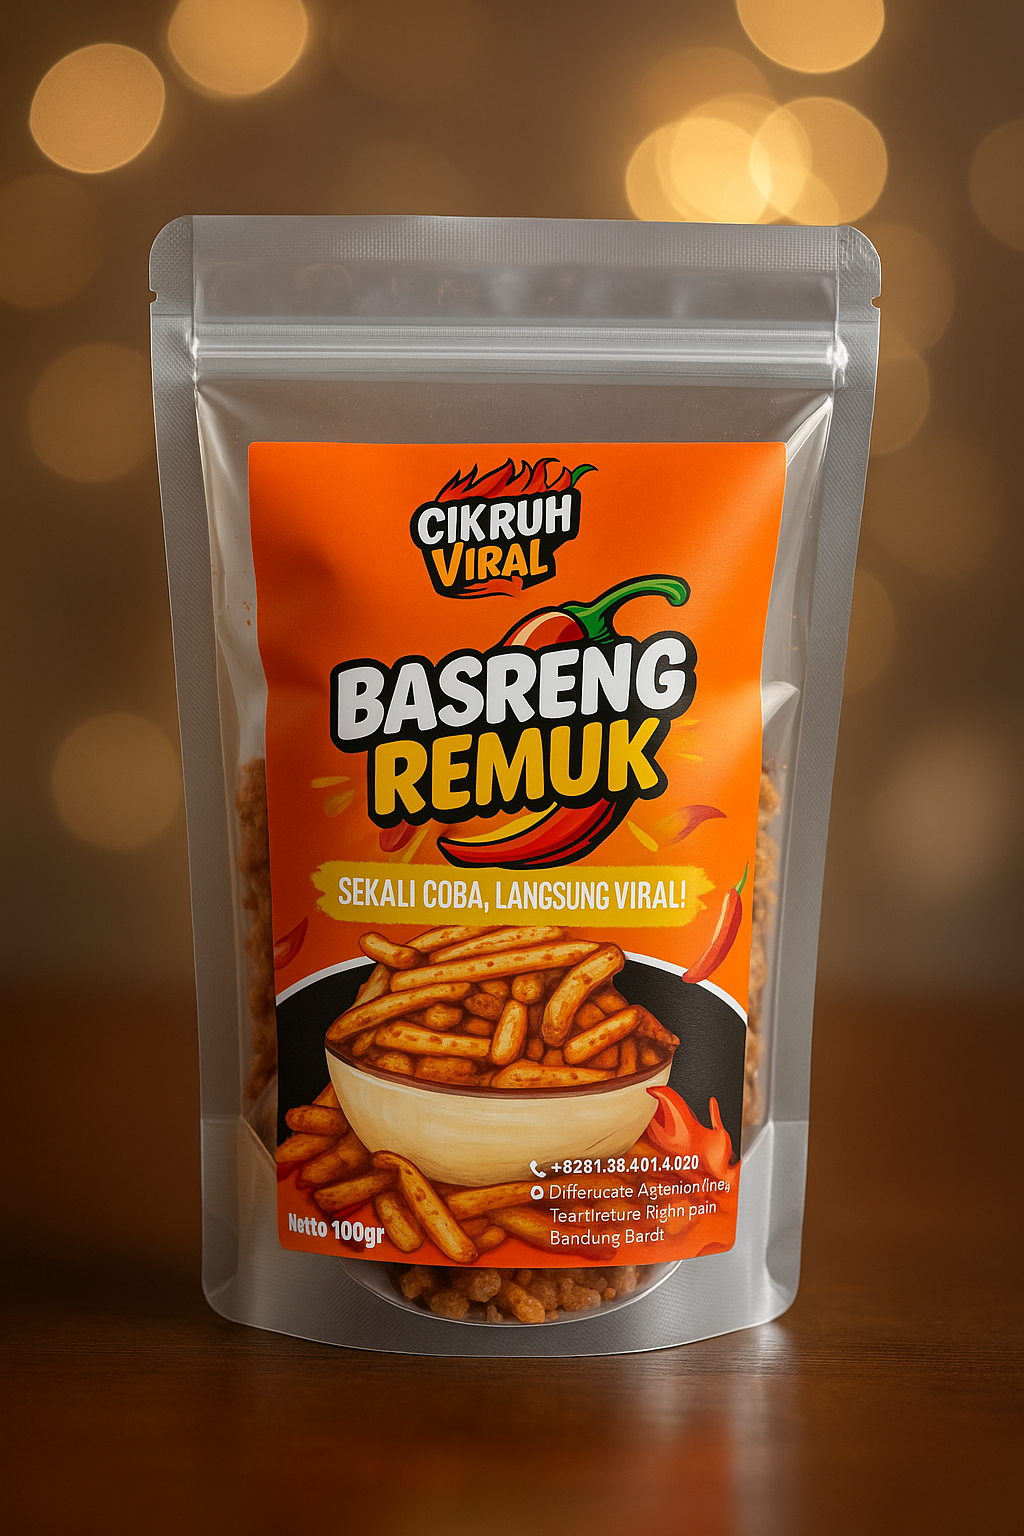 CIKRUH
VIRAL
BASRENG
REMUK
SEKALI COBA, LANGSUNG VIRAL!
+8281.38.401.4.020
Differucate Agtenion
Teartlreture Righn pain
Bandung Bardt
Netto 100gr